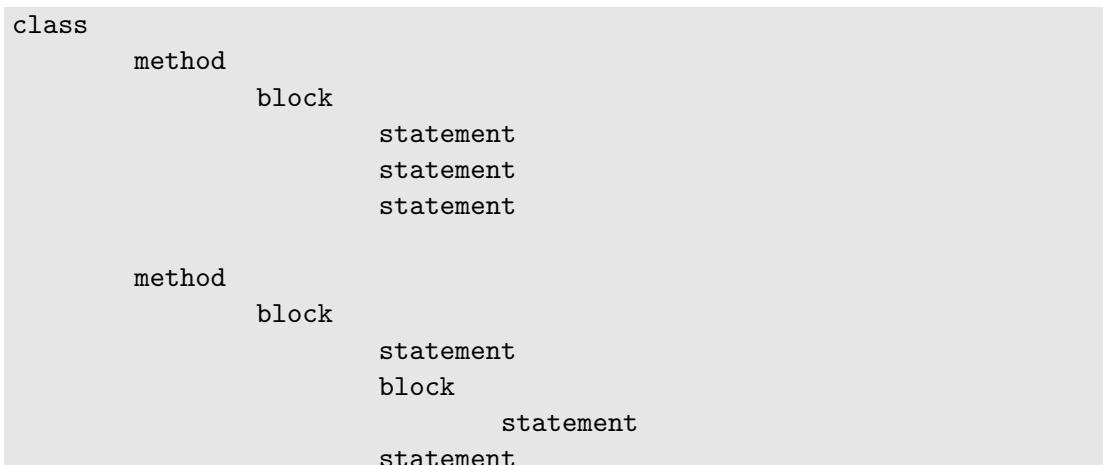 class
method
block
statement
statement
statement
method
block
statement
block
statement
statement